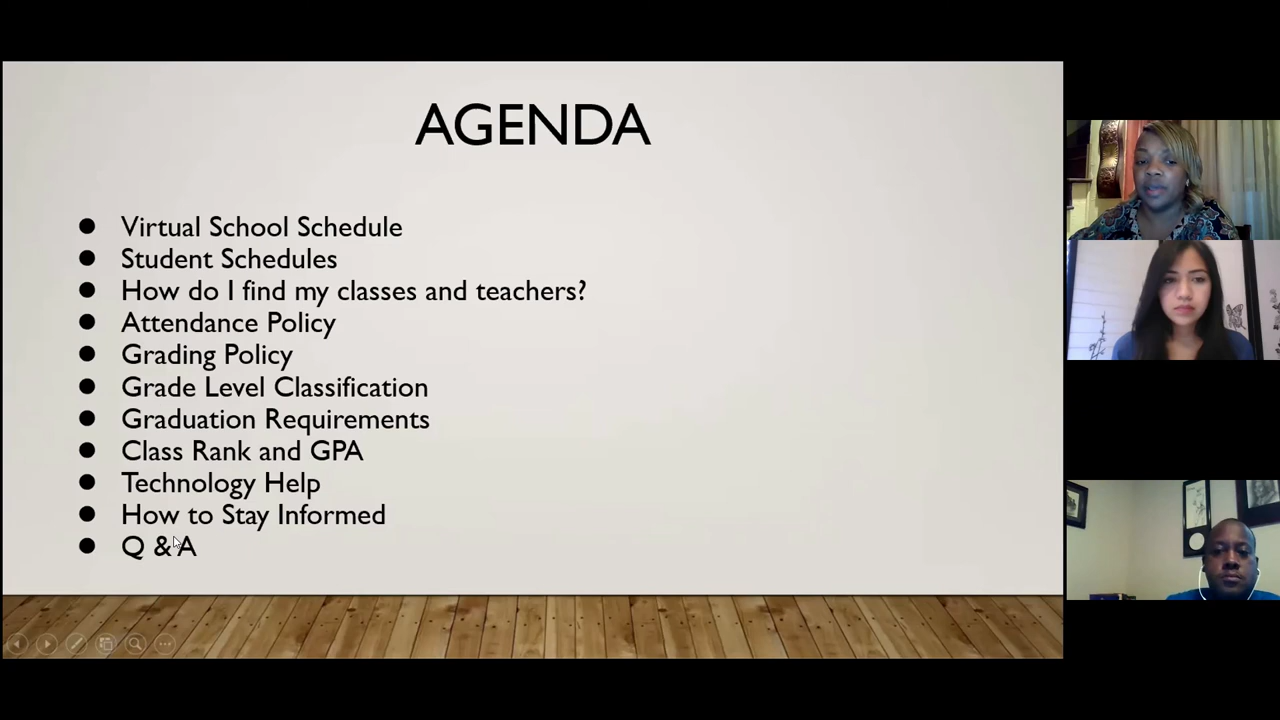 AGENDA
Virtual School Schedule
Student Schedules
How do I find my classes and teachers?
Attendance Policy
Grading Policy
Grade Level Classification
Graduation Requirements
Class Rank and GPA
Technology Help
How to Stay Informed
Q & A